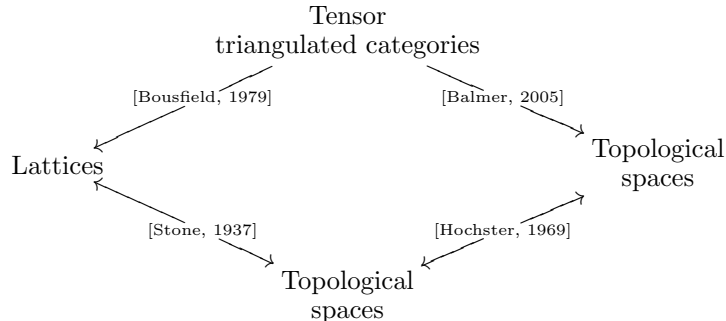 Tensor
triangulated categories
[Bousfield, 1979]
[Balmer, 2005]
Lattices
Topological
spaces
[Stone, 1937]
[Hochster, 1969]
Topological
spaces